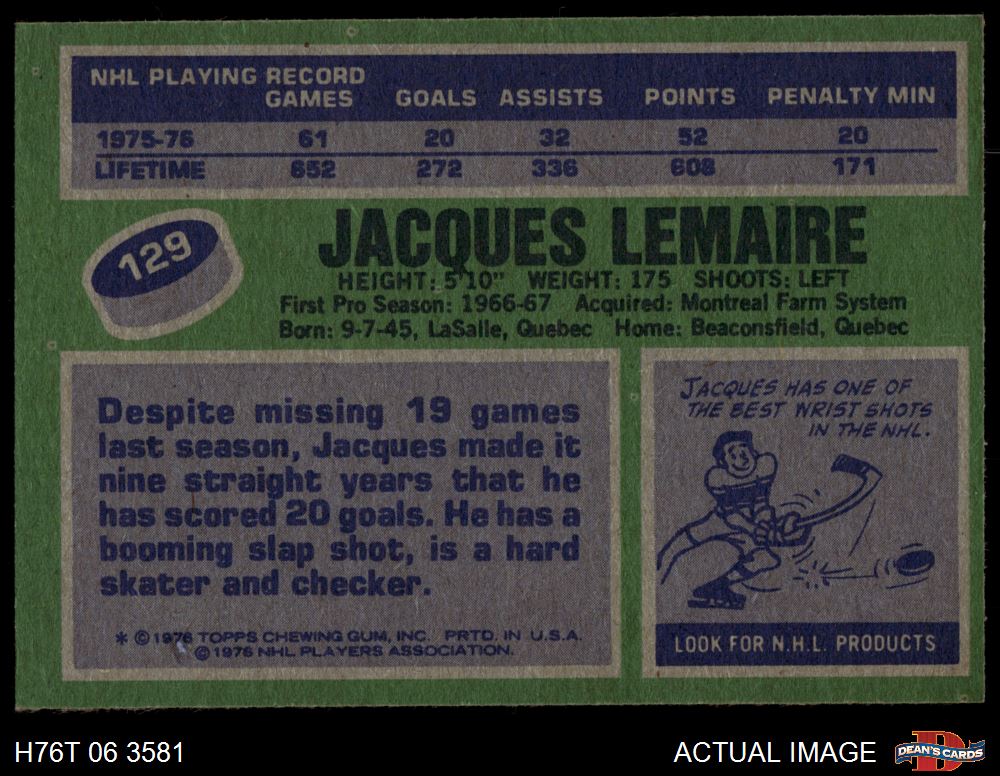 NHL PLAYING RECORD
GAMES GOALS ASSISTS POINTS PENALTY MIN
1975-76 61 20 32 52 20
LIFETIME 652 272 336 608 171
129
JACQUES LEMAIRE
HEIGHT: 5'10" WEIGHT: 175 SHOOTS: LEFT
First Pro Season: 1966-67 Acquired: Montreal Farm System
Born: 9-7-45, LaSalle, Quebec Home: Beaconsfield, Quebec
Despite missing 19 games
last season, Jacques made it
nine straight years that he
has scored 20 goals. He has a
booming slap shot, is a hard
skater and checker.
* © 1976 TOPPS CHEWING GUM, INC. PRTD. IN U.S.A.
© 1976 NHL PLAYERS ASSOCIATION.
JACQUES HAS ONE OF
THE BEST WRIST SHOTS
IN THE NHL.
LOOK FOR N.H.L. PRODUCTS
H76T 06 3581
ACTUAL IMAGE
DEAN'S CARDS